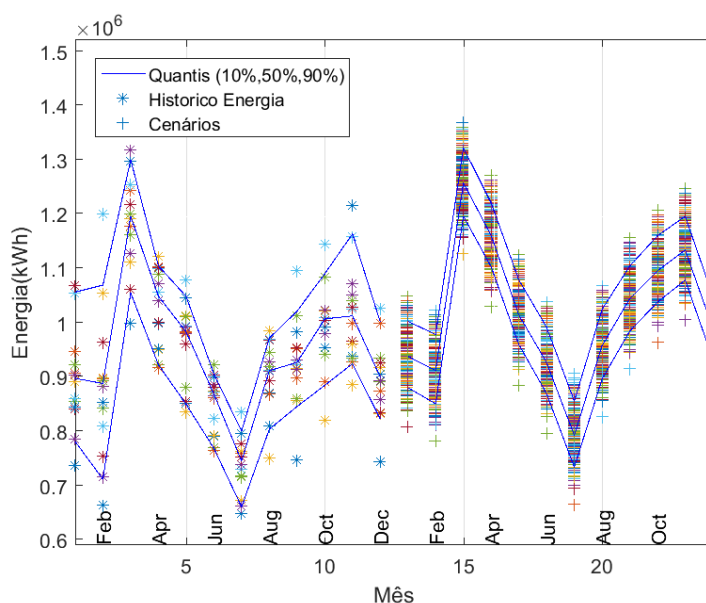 ×10^6
1.5
1.4
1.3
1.2
1.1
1
0.9
0.8
0.7
0.6
Energia(kWh)
Quantis (10%,50%,90%)
Historico Energia
Cenários
Feb
Apr
Jun
Aug
Oct
Dec
Feb
Apr
Jun
Aug
Oct
5 10 15 20
Mês